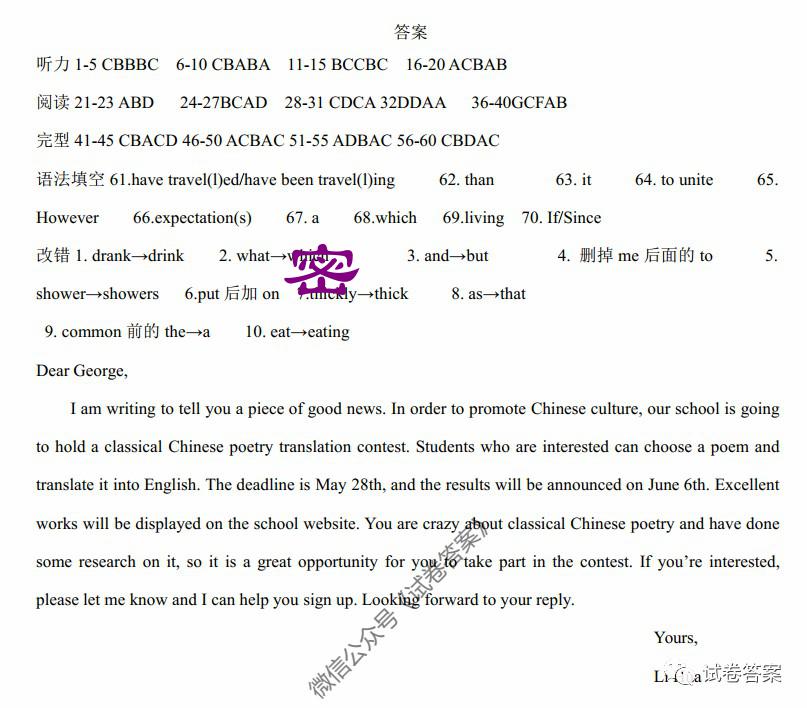 答案
听力 1-5 CBBBC 6-10 CBABA 11-15 BCCBC 16-20 ACBAB
阅读 21-23 ABD 24-27BCAD 28-31 CDCA 32DDAA 36-40GCFAB
完型 41-45 CBACD 46-50 ACBAC 51-55 ADBAC 56-60 CBDAC
语法填空 61.have travel(l)ed/have been travel(l)ing 62. than 63. it 64. to unite 65.
However 66.expectation(s) 67. a 68.which 69.living 70. If/Since
改错 1. drank→drink 2. what→which 3. and→but 4. 删掉 me 后面的 to 5.
密
shower→showers 6.put 后加 on 7.thickly→thick 8. as→that
9. common 前的 the→a 10. eat→eating
Dear George,
I am writing to tell you a piece of good news. In order to promote Chinese culture, our school is going
to hold a classical Chinese poetry translation contest. Students who are interested can choose a poem and
translate it into English. The deadline is May 28th, and the results will be announced on June 6th. Excellent
works will be displayed on the school website. You are crazy about classical Chinese poetry and have done
some research on it, so it is a great opportunity for you to take part in the contest. If you're interested,
please let me know and I can help you sign up. Looking forward to your reply.
微信公众号《试卷答案》
Yours,
Li
试卷答案